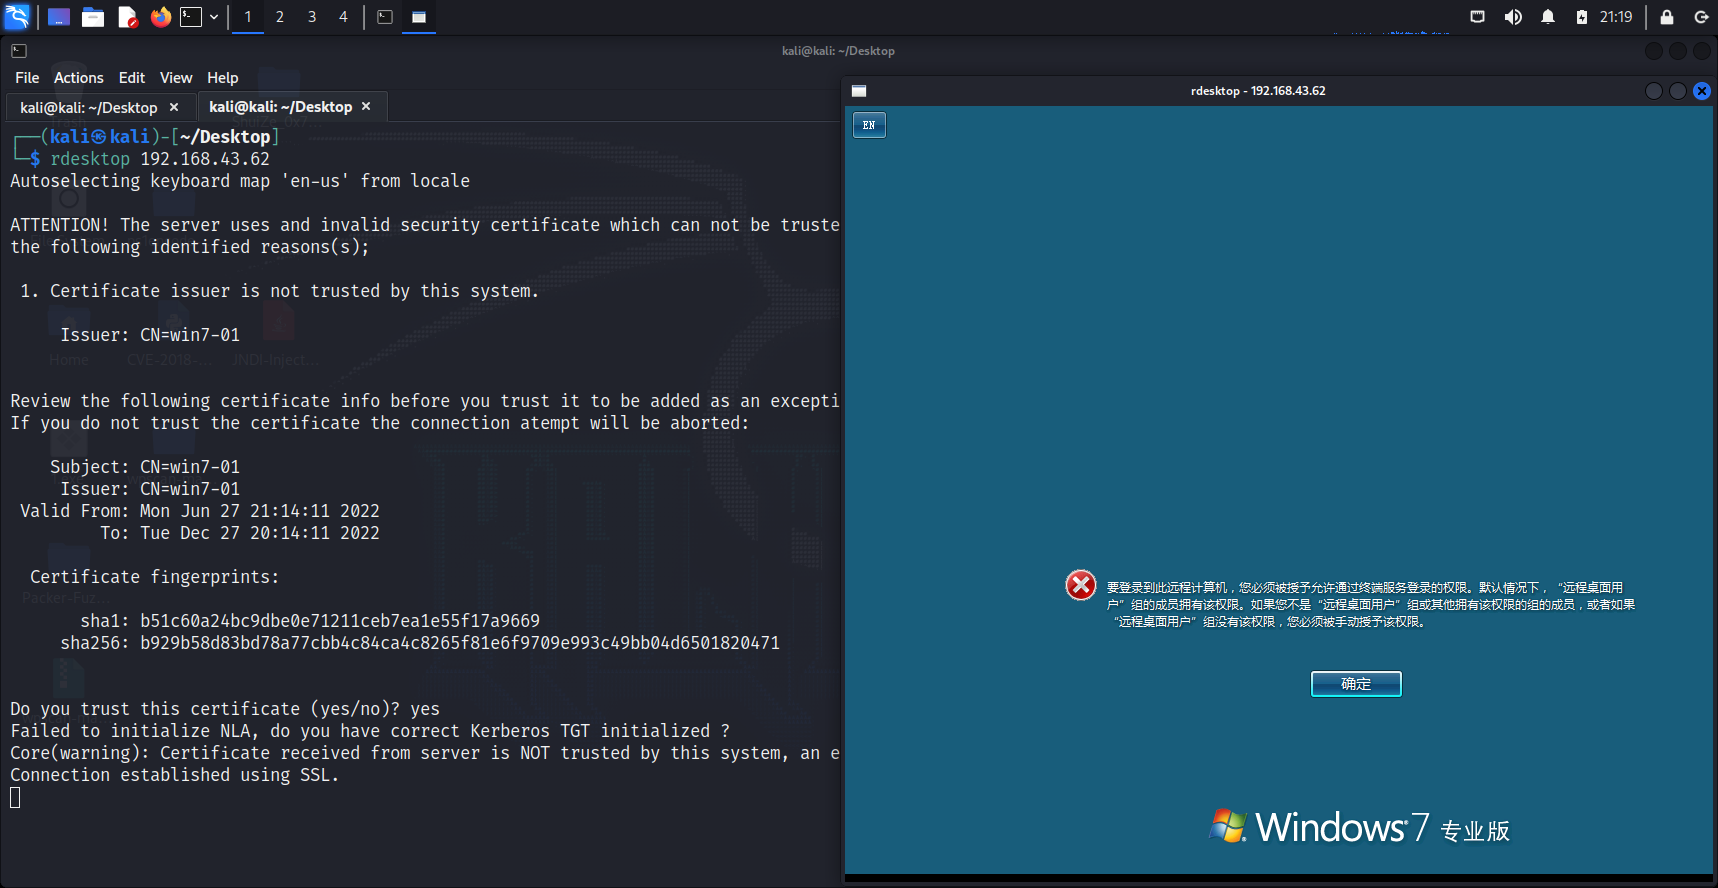 1 2 3 4 21:19
kali@kali: ~/Desktop
File Actions Edit View Help
kali@kali: ~/Desktop × kali@kali: ~/Desktop ×
┌──(kali㉿kali)-[~/Desktop]
└─$ rdesktop 192.168.43.62
Autoselecting keyboard map 'en-us' from locale
ATTENTION! The server uses and invalid security certificate which can not be truste
the following identified reasons(s);
1. Certificate issuer is not trusted by this system.
Issuer: CN=win7-01
Home CVE-2018-... JNDI-Inject...
Review the following certificate info before you trust it to be added as an excepti
If you do not trust the certificate the connection atempt will be aborted:
Subject: CN=win7-01
Issuer: CN=win7-01
Valid From: Mon Jun 27 21:14:11 2022
To: Tue Dec 27 20:14:11 2022
Certificate fingerprints:
Packer-Fuz...
sha1: b51c60a24bc9dbe0e71211ceb7ea1e55f17a9669
sha256: b929b58d83bd78a77cbb4c84ca4c8265f81e6f9709e993c49bb04d6501820471
Do you trust this certificate (yes/no)? yes
Failed to initialize NLA, do you have correct Kerberos TGT initialized ?
Core(warning): Certificate received from server is NOT trusted by this system, an e
Connection established using SSL.
rdesktop - 192.168.43.62
EN
要登录到此远程计算机，您必须被授予允许通过终端服务登录的权限。默认情况下，“远程桌面用
户”组的成员拥有该权限。如果您不是“远程桌面用户”组或其他拥有该权限的组的成员，或者如果
“远程桌面用户”组没有该权限，您必须被手动授予该权限。
确定
Windows 7 专业版